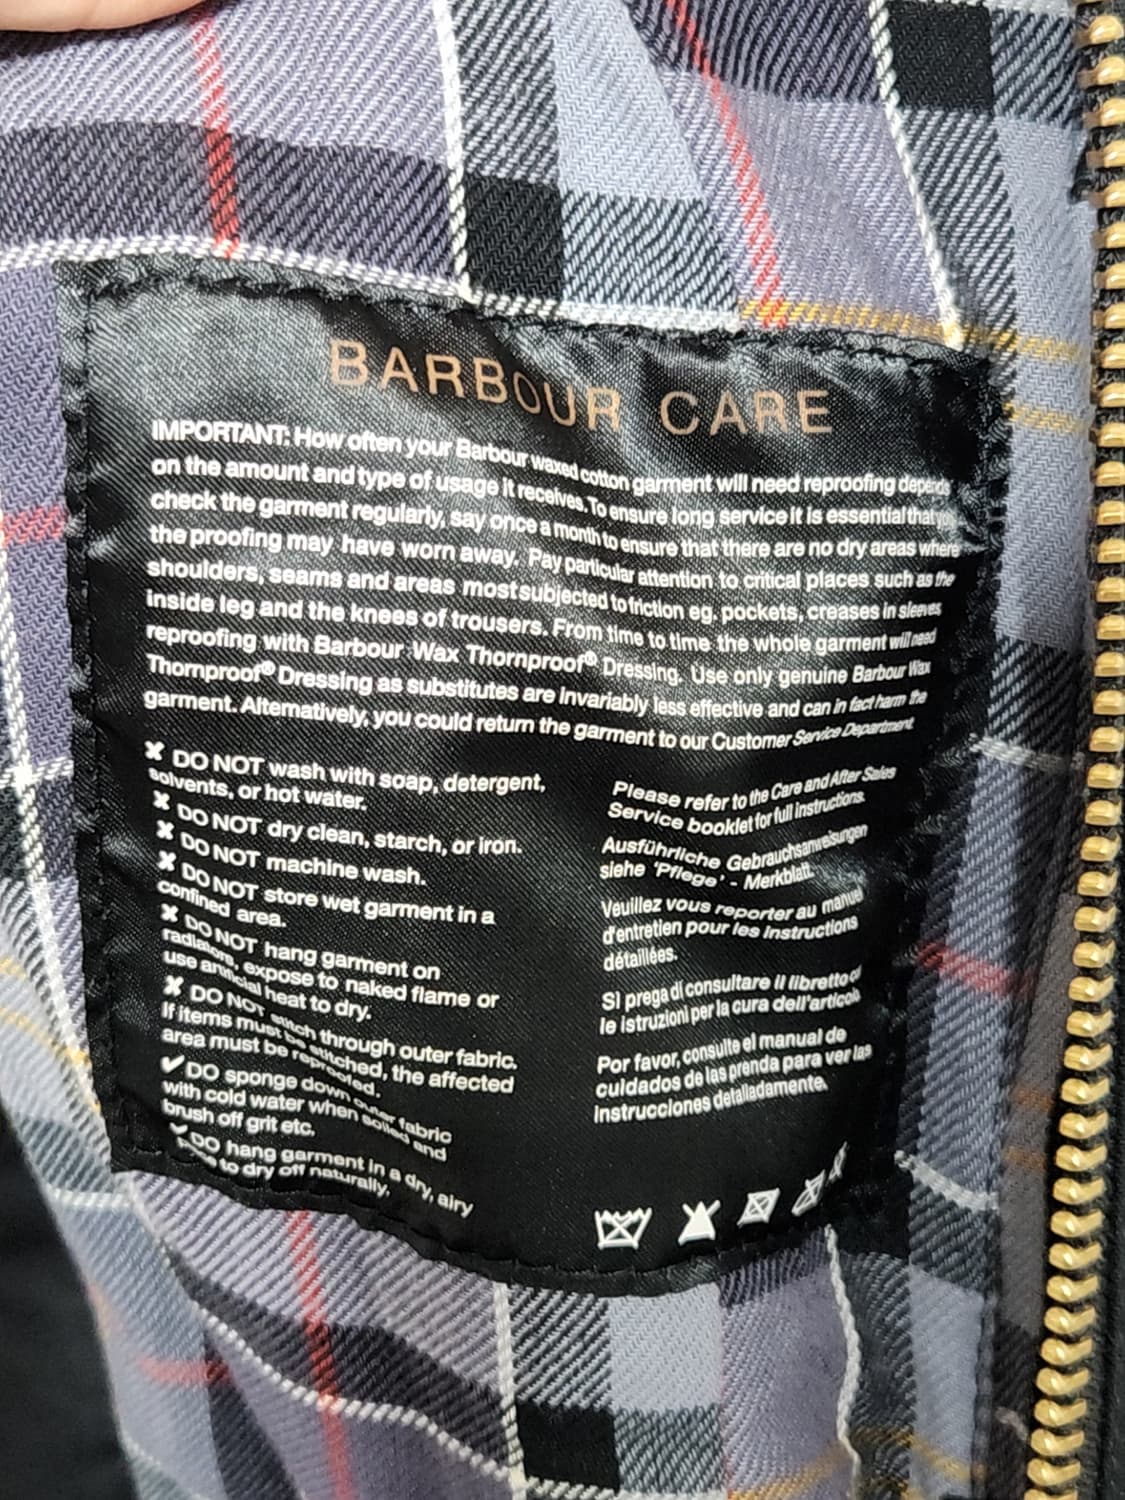 BARBOUR CARE
IMPORTANT: How often your Barbour waxed cotton garment will need reproofing depends
on the amount and type of usage it receives. To ensure long service it is essential that you
check the garment regularly, say once a month to ensure that there are no dry areas where
the proofing may have worn away. Pay particular attention to critical places such as the
shoulders, seams and areas most subjected to friction eg. pockets, creases in sleeves,
inside leg and the knees of trousers. From time to time the whole garment will need
reproofing with Barbour Wax Thornproof® Dressing. Use only genuine Barbour Wax
Thornproof® Dressing as substitutes are invariably less effective and can in fact harm the
garment. Alternatively, you could return the garment to our Customer Service Department.
✖ DO NOT wash with soap, detergent,
solvents, or hot water.
✖ DO NOT dry clean, starch, or iron.
✖ DO NOT machine wash.
✖ DO NOT store wet garment in a
confined area.
✖ DO NOT hang garment on
radiators, expose to naked flame or
use artificial heat to dry.
✖ DO NOT stitch through outer fabric.
If items must be stitched, the affected
area must be reproofed.
✔ DO sponge down outer fabric
with cold water when soiled and
brush off grit etc.
✔ DO hang garment in a dry, airy
to dry off naturally.
Please refer to the Care and After Sales
Service booklet for full instructions.
Ausführliche Gebrauchsanweisungen
siehe 'Pflege' - Merkblatt.
Veuillez vous reporter au manuel
d'entretien pour les instructions
détaillées.
Si prega di consultare il libretto
le istruzioni per la cura dell'articolo
Por favor, consulte el manual de
cuidados de las prenda para ver las
instrucciones detalladamente.